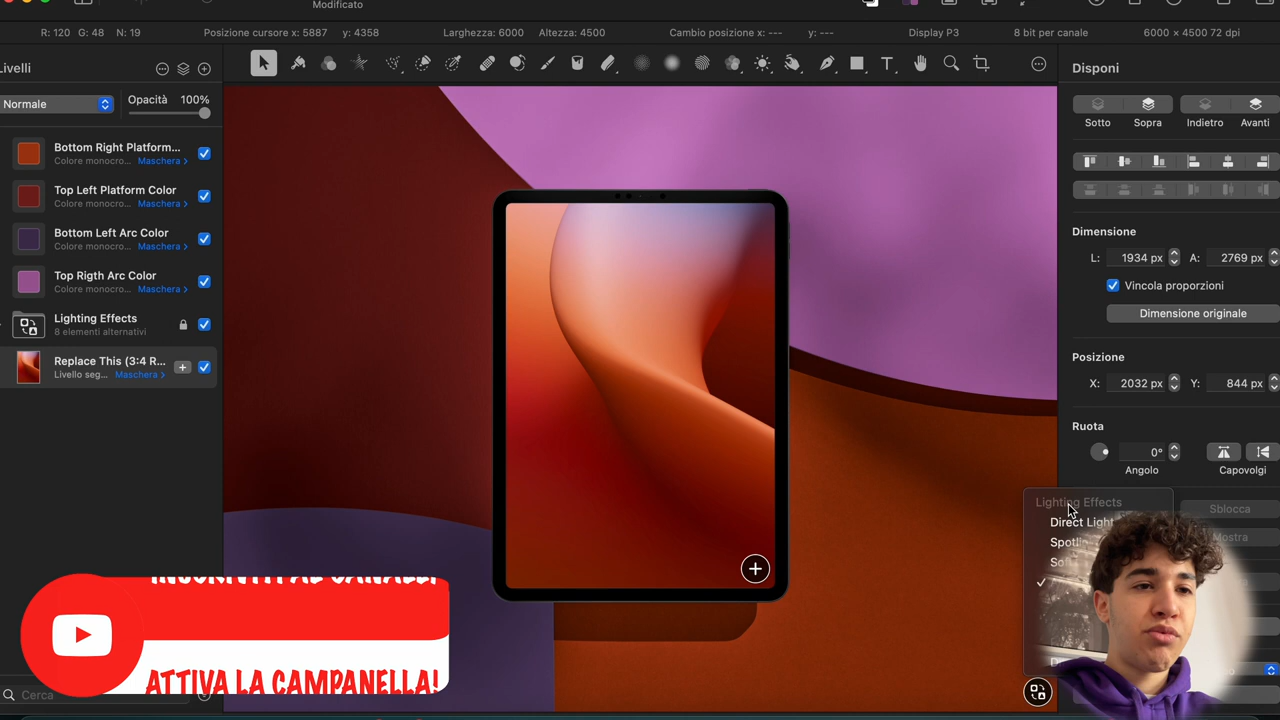 Modificato
R: 120 G: 48 N: 19
Posizione cursore x: 5887 y: 4358
Larghezza: 6000 Altezza: 4500
Cambio posizione x: --- y: ---
Display P3
8 bit per canale
6000 × 4500 72 dpi
Livelli
Normale
Opacità 100%
Bottom Right Platform...
Colore monocro... Maschera >
Top Left Platform Color
Colore monocro... Maschera >
Bottom Left Arc Color
Colore monocro... Maschera >
Top Rigth Arc Color
Colore monocro... Maschera >
Lighting Effects
8 elementi alternativi
Replace This (3:4 R...
Livello seg... Maschera >
Cerca
T
Disponi
Sotto Sopra Indietro Avanti
Dimensione
L: 1934 px A: 2769 px
Vincola proporzioni
Dimensione originale
Posizione
X: 2032 px Y: 844 px
Ruota
0°
Angolo Capovolgi
Sblocca
Mostra
Lighting Effects
Direct Light
ISCRIVITI AL CANALE!
ATTIVA LA CAMPANELLA!